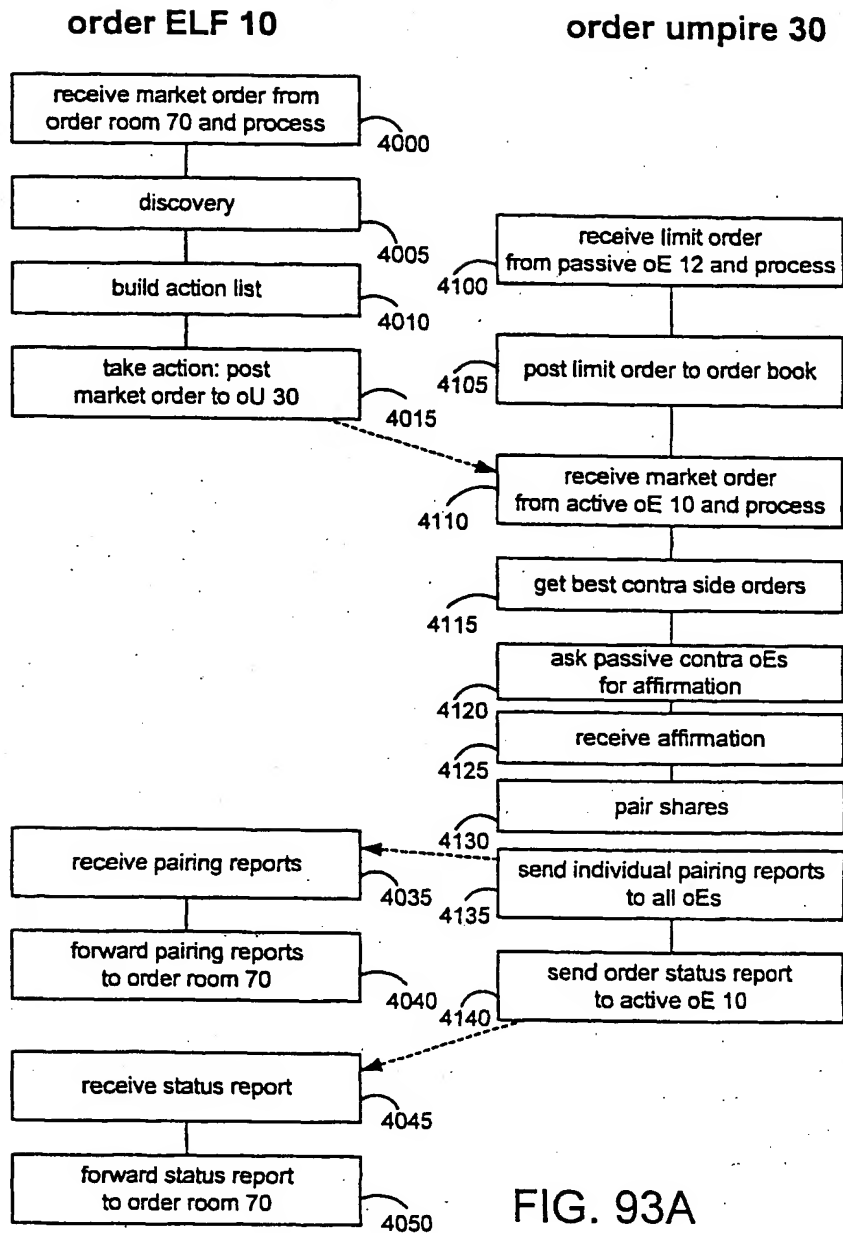 order ELF 10
receive market order from
order room 70 and process
4000
discovery
4005
build action list
4010
take action: post
market order to oU 30
4015
receive pairing reports
4035
forward pairing reports
to order room 70
4040
receive status report
4045
forward status report
to order room 70
4050
order umpire 30
receive limit order
from passive oE 12 and process
4100
post limit order to order book
4105
receive market order
from active oE 10 and process
4110
get best contra side orders
4115
ask passive contra oEs
for affirmation
4120
receive affirmation
4125
pair shares
4130
send individual pairing reports
to all oEs
4135
send order status report
to active oE 10
4140
FIG. 93A